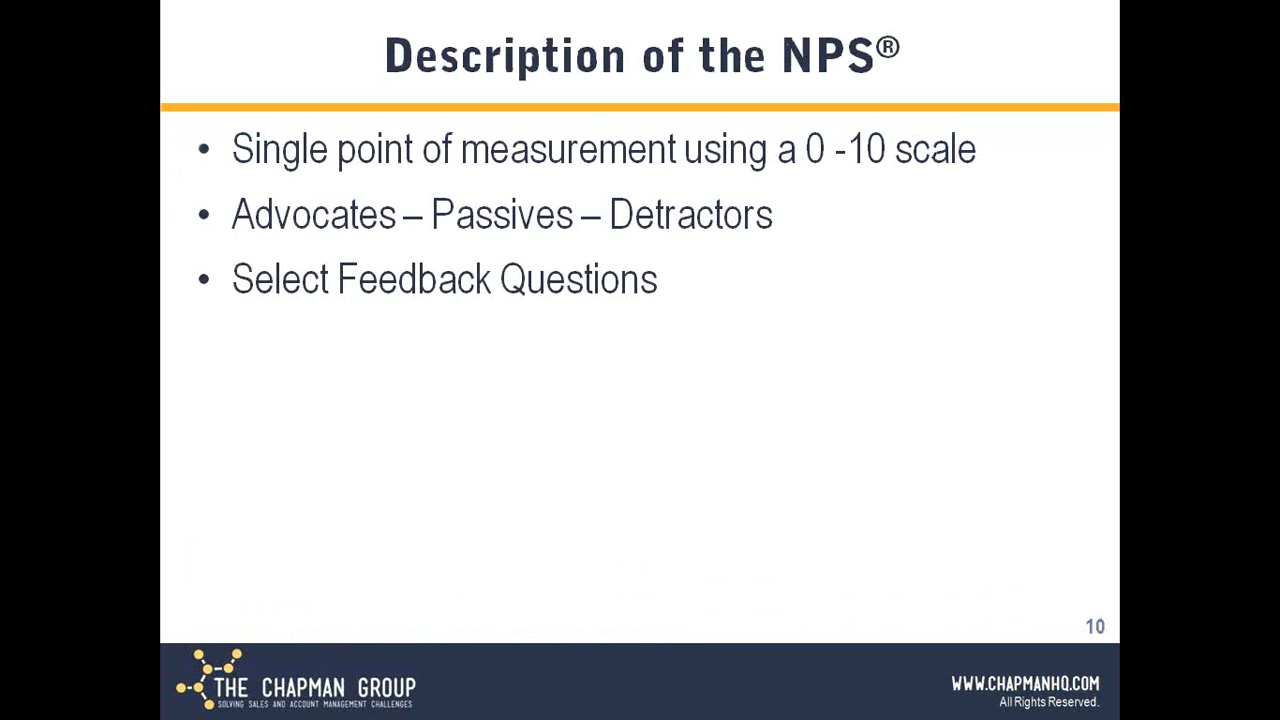 Description of the NPS®
• Single point of measurement using a 0 -10 scale
• Advocates – Passives – Detractors
• Select Feedback Questions
10
THE CHAPMAN GROUP
SOLVING SALES AND ACCOUNT MANAGEMENT CHALLENGES
WWW.CHAPMANHQ.COM
All Rights Reserved.